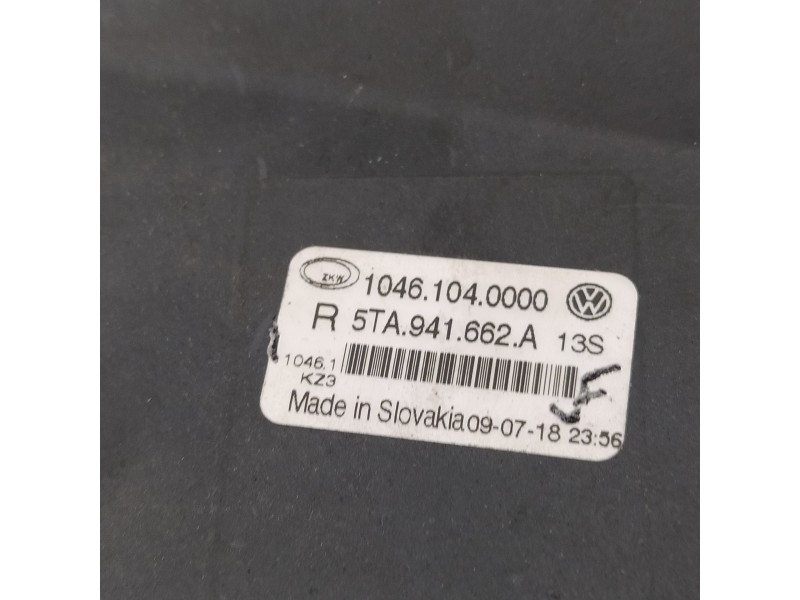 ZKW 1046.104.0000 VW
R 5TA.941.662.A 13S
1046.1
KZ3
Made in Slovakia 09-07-18 23:56